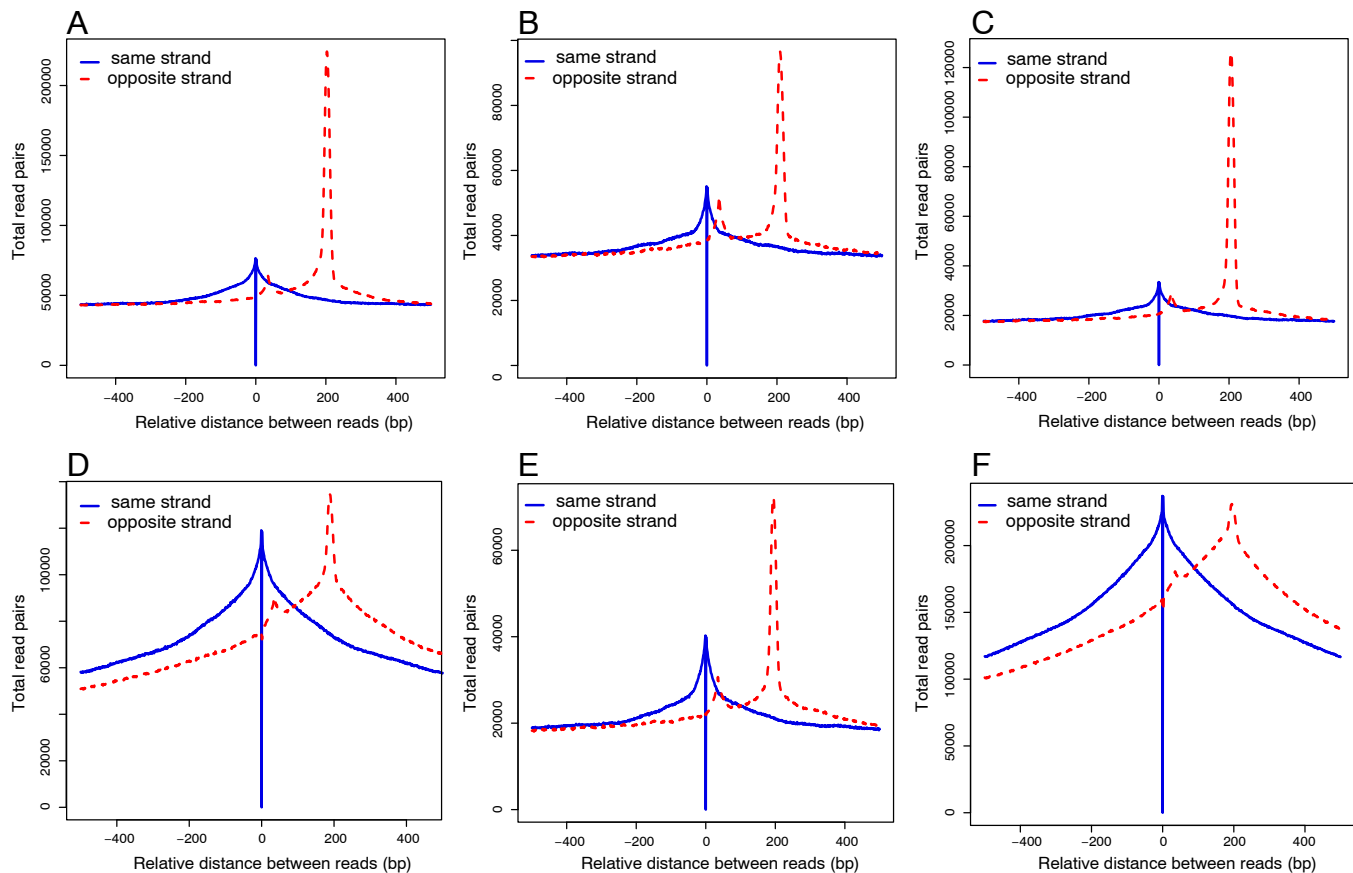 A
same strand
opposite strand
Total read pairs
0
50000
100000
150000
200000
−400
−200
0
200
400
Relative distance between reads (bp)
B
same strand
opposite strand
Total read pairs
0
20000
40000
60000
80000
−400
−200
0
200
400
Relative distance between reads (bp)
C
same strand
opposite strand
Total read pairs
0
20000
40000
60000
80000
100000
120000
−400
−200
0
200
400
Relative distance between reads (bp)
D
same strand
opposite strand
Total read pairs
0
20000
60000
100000
−400
−200
0
200
400
Relative distance between reads (bp)
E
same strand
opposite strand
Total read pairs
0
20000
40000
60000
−400
−200
0
200
400
Relative distance between reads (bp)
F
same strand
opposite strand
Total read pairs
0
50000
100000
150000
200000
−400
−200
0
200
400
Relative distance between reads (bp)